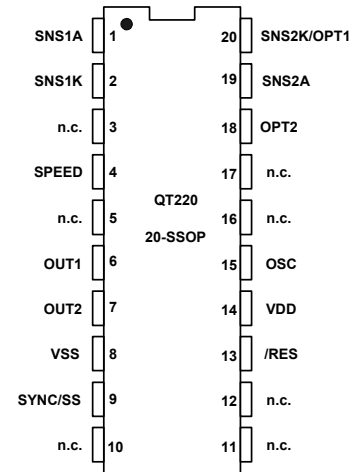 SNS1A 1 20 SNS2K/OPT1
SNS1K 2 19 SNS2A
n.c. 3 18 OPT2
SPEED 4 17 n.c.
QT220
n.c. 5 16 n.c.
20-SSOP
OUT1 6 15 OSC
OUT2 7 14 VDD
VSS 8 13 /RES
SYNC/SS 9 12 n.c.
n.c. 10 11 n.c.